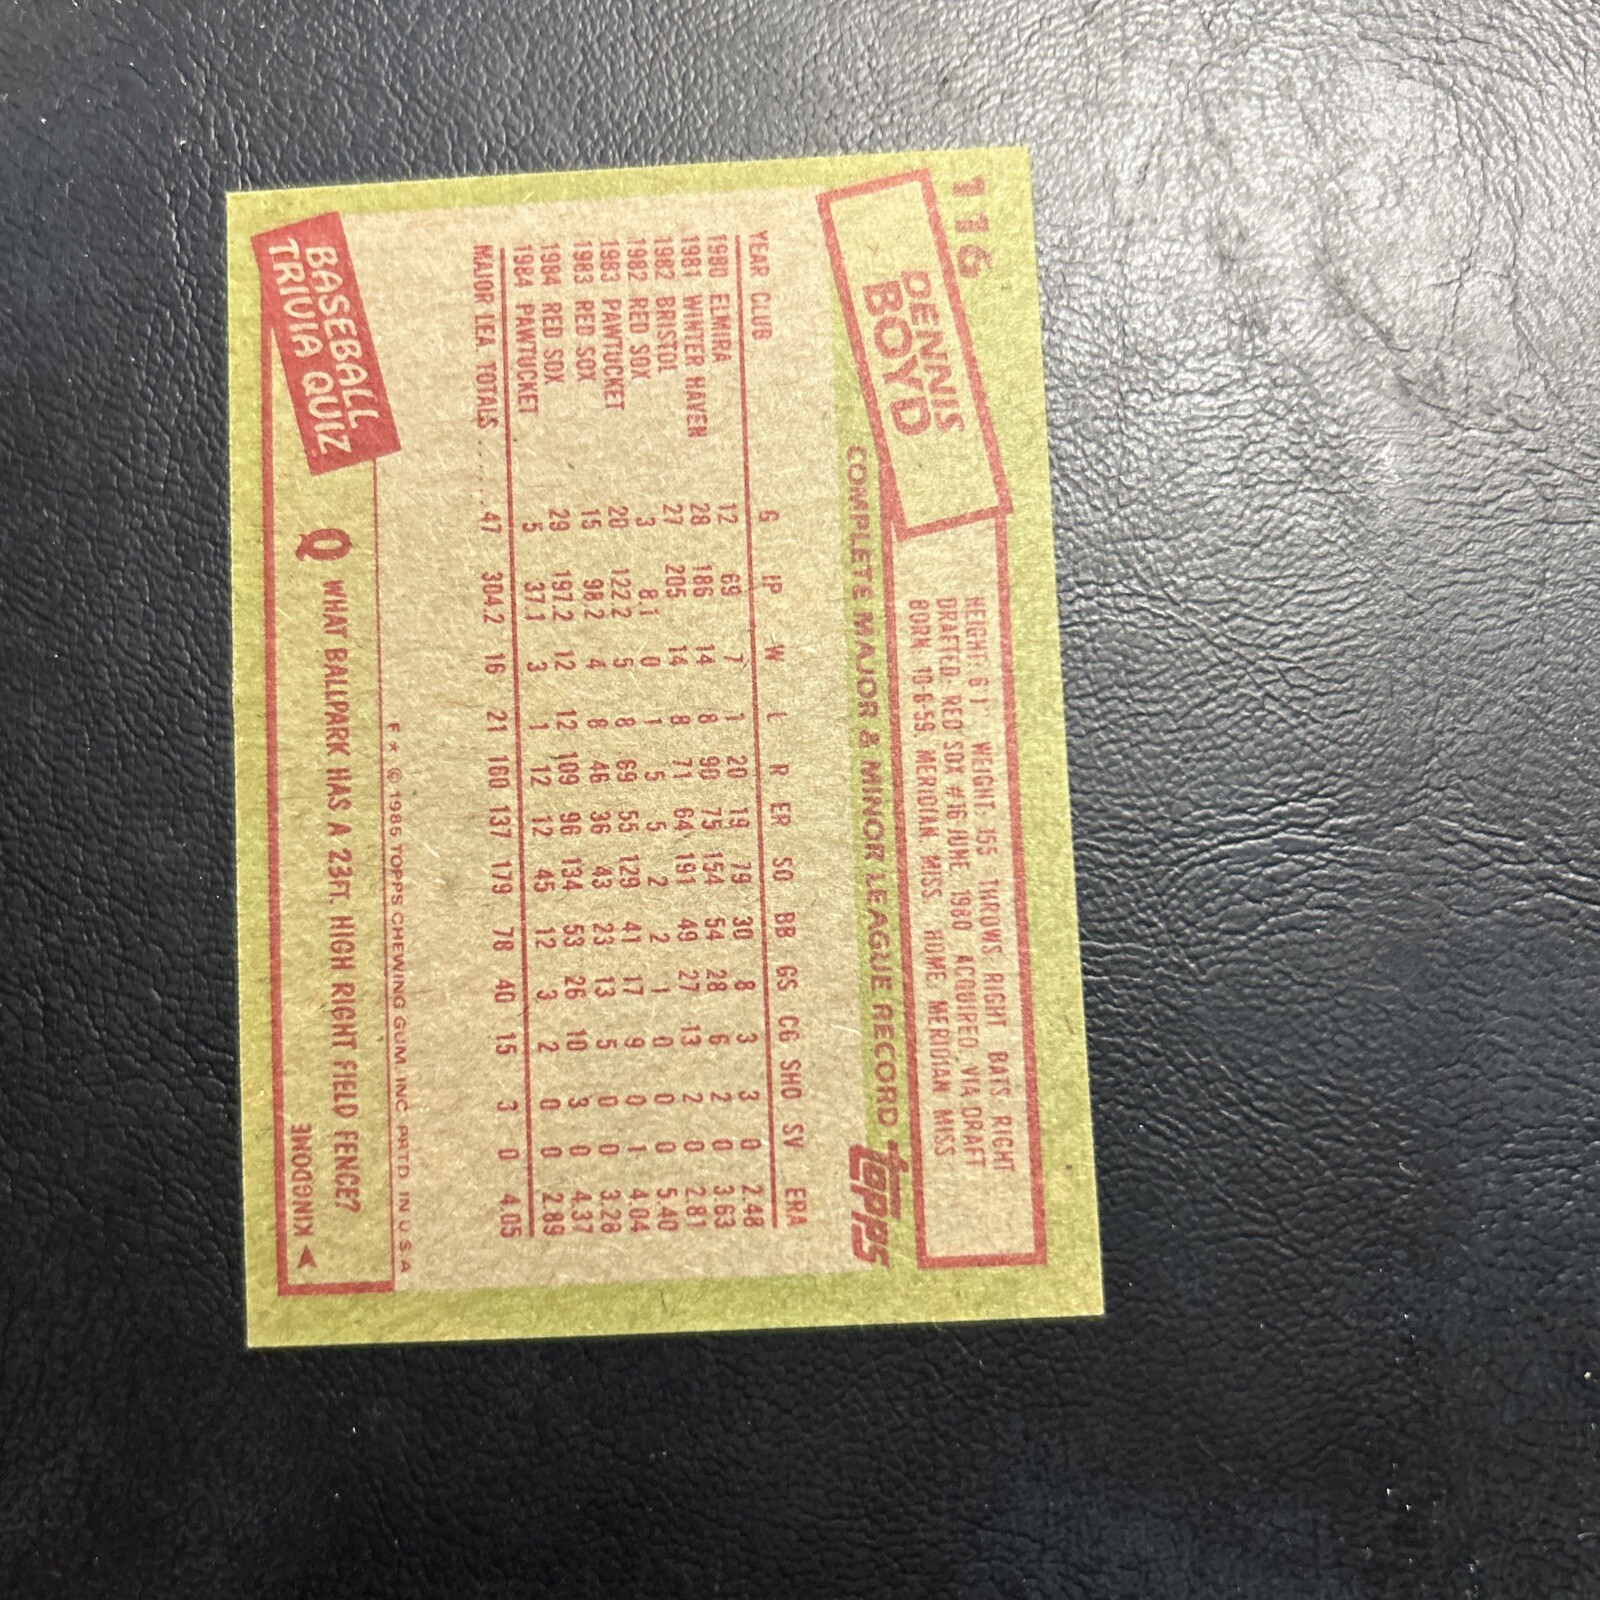 116
DENNIS
BOYD
HEIGHT: 6'1" WEIGHT: 155 THROWS: RIGHT BATS: RIGHT
DRAFTED: RED SOX #16-JUNE, 1980 ACQUIRED: VIA DRAFT
BORN: 10-6-59, MERIDIAN, MISS. HOME: MERIDIAN, MISS.
COMPLETE MAJOR & MINOR LEAGUE RECORD topps
YEAR CLUB G IP W L R ER SO BB GS CG SHO SV ERA
1980 ELMIRA 12 69 7 1 20 19 79 30 8 3 3 0 2.48
1981 WINTER HAVEN 28 186 14 8 90 75 154 54 28 6 2 0 3.63
1982 BRISTOL 27 205 14 8 71 64 191 49 27 13 2 0 2.81
1982 RED SOX 3 8.1 0 1 5 5 2 2 1 0 0 0 5.40
1983 PAWTUCKET 20 122.2 5 8 69 55 129 41 17 9 0 1 4.04
1983 RED SOX 15 98.2 4 8 46 36 43 23 13 5 0 0 3.28
1984 RED SOX 29 197.2 12 12 109 96 134 53 26 10 3 0 4.37
1984 PAWTUCKET 5 37.1 3 1 12 12 45 12 3 2 0 0 2.89
MAJOR LEA. TOTALS ..... 47 304.2 16 21 160 137 179 78 40 15 3 0 4.05
F * © 1985 TOPPS CHEWING GUM, INC. PRTD. IN U.S.A.
BASEBALL
TRIVIA QUIZ
Q WHAT BALLPARK HAS A 23FT. HIGH RIGHT FIELD FENCE?
KINGDOME